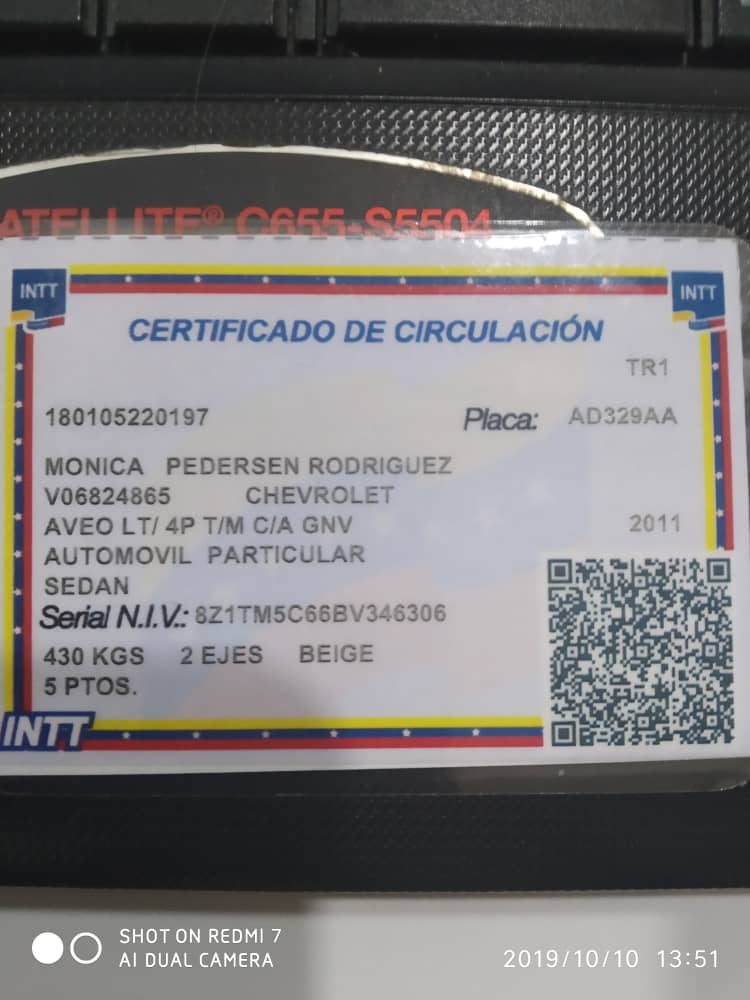 SATELLITE® C655-S5504
INTT
INTT
CERTIFICADO DE CIRCULACIÓN
TR1
180105220197 Placa: AD329AA
MONICA PEDERSEN RODRIGUEZ
V06824865 CHEVROLET
AVEO LT/ 4P T/M C/A GNV 2011
AUTOMOVIL PARTICULAR
SEDAN
Serial N.I.V.: 8Z1TM5C66BV346306
430 KGS 2 EJES BEIGE
5 PTOS.
INTT
SHOT ON REDMI 7
AI DUAL CAMERA
2019/10/10 13:51